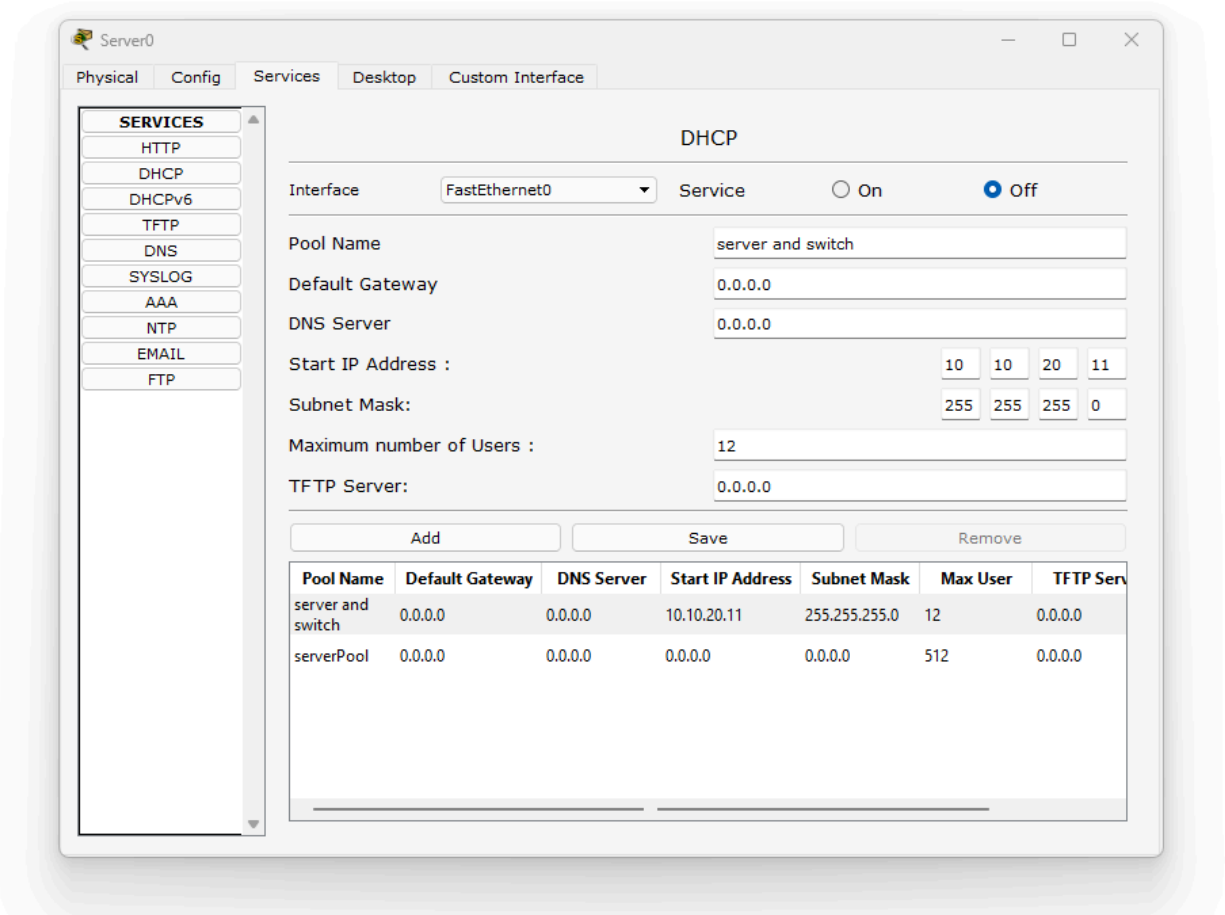 Server0
Physical Config Services Desktop Custom Interface
SERVICES
HTTP
DHCP
DHCPv6
TFTP
DNS
SYSLOG
AAA
NTP
EMAIL
FTP
DHCP
Interface FastEthernet0 Service On Off
Pool Name server and switch
Default Gateway 0.0.0.0
DNS Server 0.0.0.0
Start IP Address : 10 10 20 11
Subnet Mask: 255 255 255 0
Maximum number of Users : 12
TFTP Server: 0.0.0.0
Add Save Remove
Pool Name Default Gateway DNS Server Start IP Address Subnet Mask Max User TFTP Serv
server and
switch 0.0.0.0 0.0.0.0 10.10.20.11 255.255.255.0 12 0.0.0.0
serverPool 0.0.0.0 0.0.0.0 0.0.0.0 0.0.0.0 512 0.0.0.0